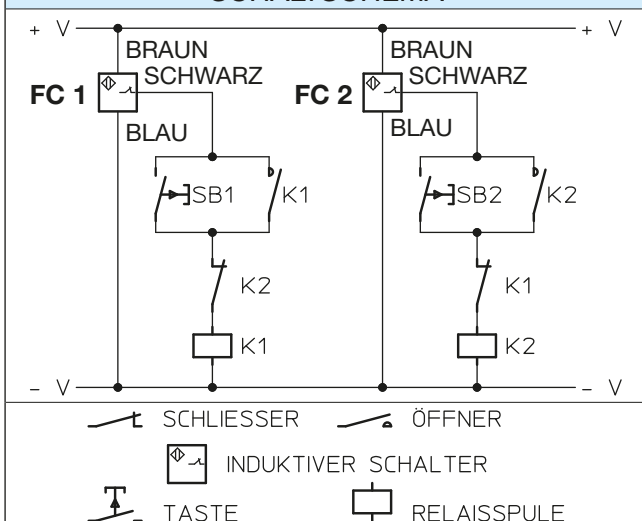 SCHALTSCHEMA
+ V + V
BRAUN BRAUN
SCHWARZ SCHWARZ
FC 1 FC 2
BLAU BLAU
SB1 K1 SB2 K2
K2 K1
K1 K2
– V – V
SCHLIESSER ÖFFNER
INDUKTIVER SCHALTER
TASTE RELAISSPULE